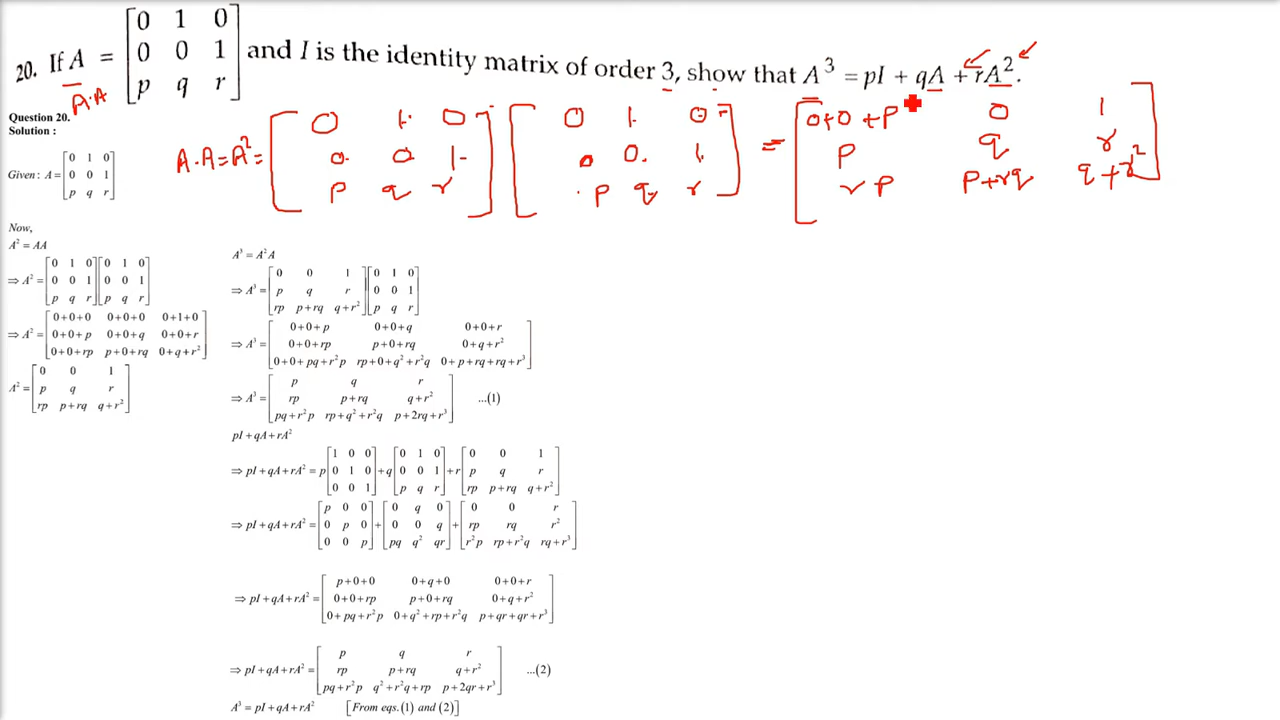 20. If A = [0 1 0; 0 0 1; p q r] and I is the identity matrix of order 3, show that A³ = pI + qA + rA².
A·A
A·A=A²= [0 1· 0; 0· 0 1·; p q r] [0 1· 0; 0 0· 1·; ·p q r] = [0+0+p 0 1; p q r; rp p+rq q+r²]
Question 20.
Solution :
Given : A = [0 1 0; 0 0 1; p q r]
Now,
A² = AA
⇒ A² = [0 1 0; 0 0 1; p q r][0 1 0; 0 0 1; p q r]
⇒ A² = [0+0+0 0+0+0 0+1+0; 0+0+p 0+0+q 0+0+r; 0+0+rp p+0+rq 0+q+r²]
A² = [0 0 1; p q r; rp p+rq q+r²]
A³ = A²A
⇒ A³ = [0 0 1; p q r; rp p+rq q+r²][0 1 0; 0 0 1; p q r]
⇒ A³ = [0+0+p 0+0+q 0+0+r; 0+0+rp p+0+rq 0+q+r²; 0+0+pq+r²p rp+0+q²+r²q 0+p+rq+rq+r³]
⇒ A³ = [p q r; rp p+rq q+r²; pq+r²p rp+q²+r²q p+2rq+r³] ...(1)
pI+qA+rA²
⇒ pI+qA+rA² = p[1 0 0; 0 1 0; 0 0 1]+q[0 1 0; 0 0 1; p q r]+r[0 0 1; p q r; rp p+rq q+r²]
⇒ pI+qA+rA² = [p 0 0; 0 p 0; 0 0 p]+[0 q 0; 0 0 q; pq q² qr]+[0 0 r; rp rq r²; r²p rp+r²q rq+r³]
⇒ pI+qA+rA² = [p+0+0 0+q+0 0+0+r; 0+0+rp p+0+rq 0+q+r²; 0+pq+r²p 0+q²+rp+r²q p+qr+qr+r³]
⇒ pI+qA+rA² = [p q r; rp p+rq q+r²; pq+r²p q²+r²q+rp p+2qr+r³] ...(2)
A³ = pI+qA+rA² [From eqs.(1) and (2)]